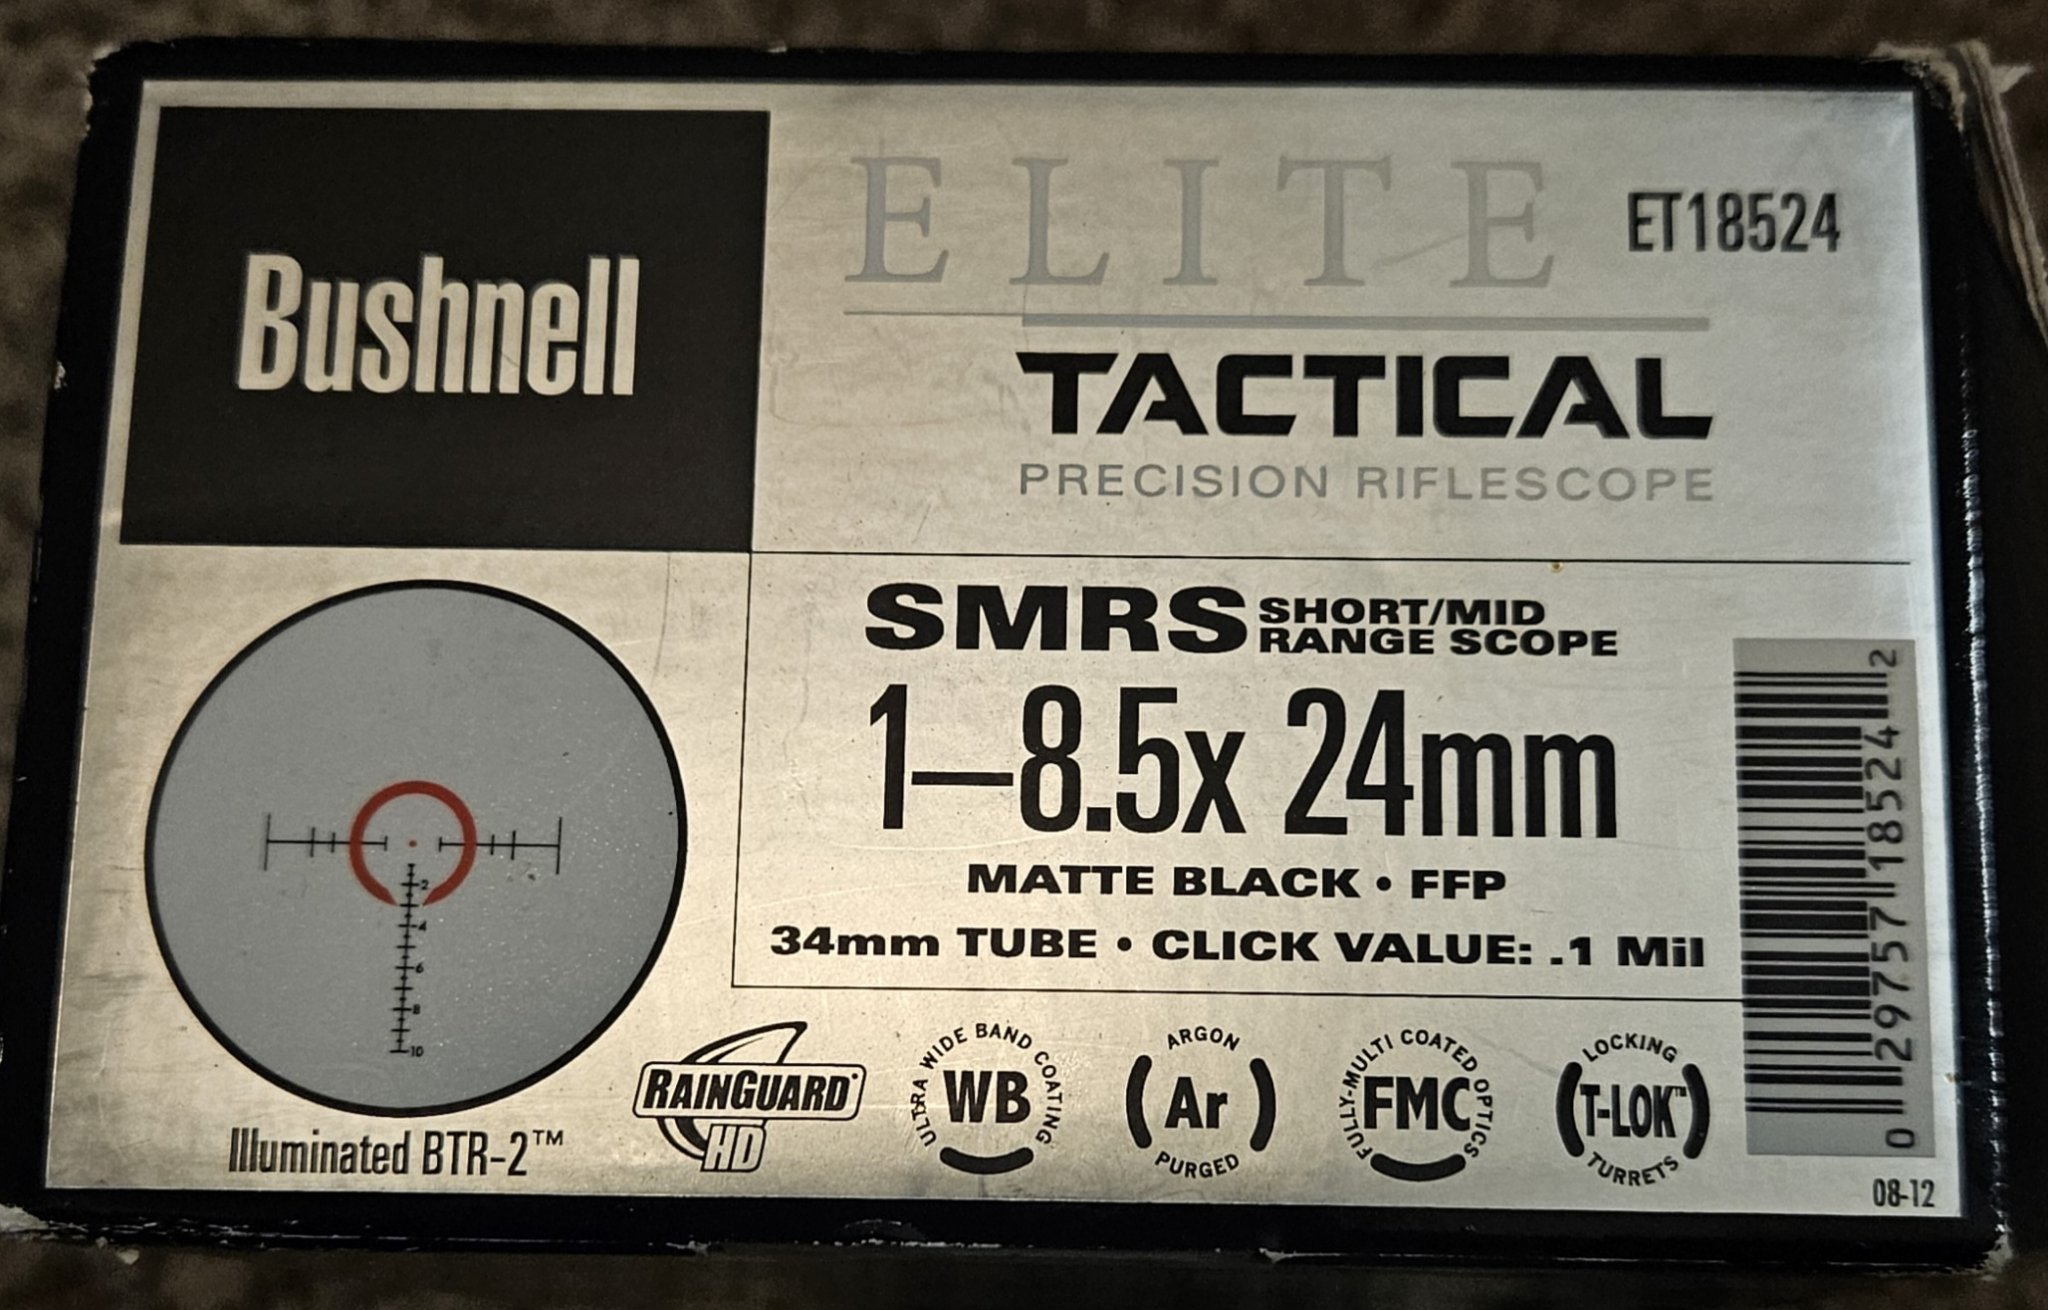 Bushnell
ELITE
ET18524
TACTICAL
PRECISION RIFLESCOPE
SMRS SHORT/MID
RANGE SCOPE
1–8.5x 24mm
MATTE BLACK • FFP
34mm TUBE • CLICK VALUE: .1 Mil
2
4
6
8
10
Illuminated BTR-2™
RAINGUARD®
HD
ULTRA WIDE BAND COATING
WB
ARGON
Ar
PURGED
FULLY-MULTI COATED OPTICS
FMC
LOCKING
T-LOK™
TURRETS
0 29757 18524 2
08-12